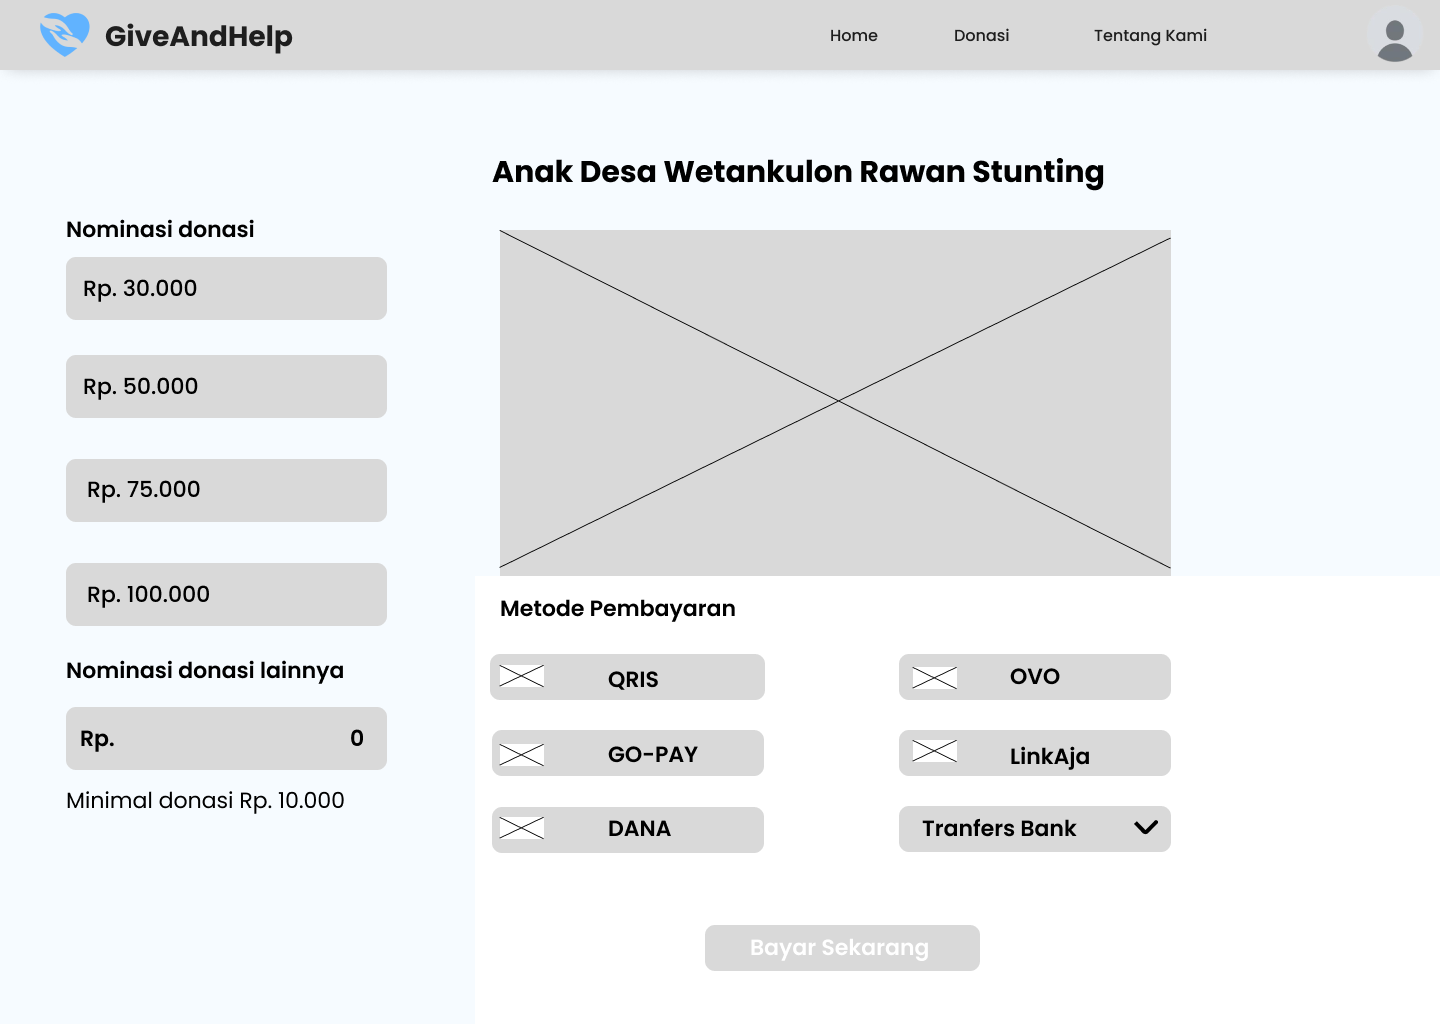 GiveAndHelp
Home
Donasi
Tentang Kami
Anak Desa Wetankulon Rawan Stunting
Nominasi donasi
Rp. 30.000
Rp. 50.000
Rp. 75.000
Rp. 100.000
Nominasi donasi lainnya
Rp. 0
Minimal donasi Rp. 10.000
Metode Pembayaran
QRIS
OVO
GO-PAY
LinkAja
DANA
Tranfers Bank
Bayar Sekarang